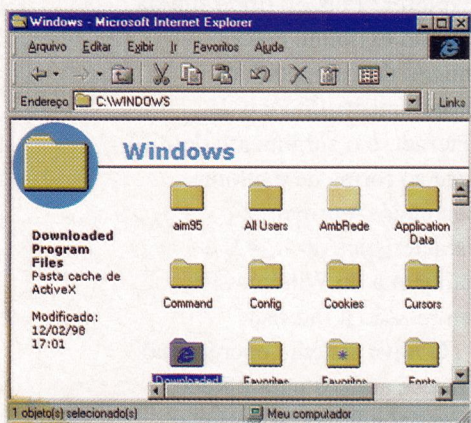 Windows - Microsoft Internet Explorer
Arquivo Editar Exibir Ir Favoritos Ajuda
Endereço C:\WINDOWS Links
Windows
Downloaded
Program
Files
Pasta cache de
ActiveX
Modificado:
12/02/98
17:01
aim95 All Users AmbRede Application
Data
Command Config Cookies Cursors
Downloaded Favorites Favoritos Fonts
1 objeto(s) selecionado(s) Meu computador